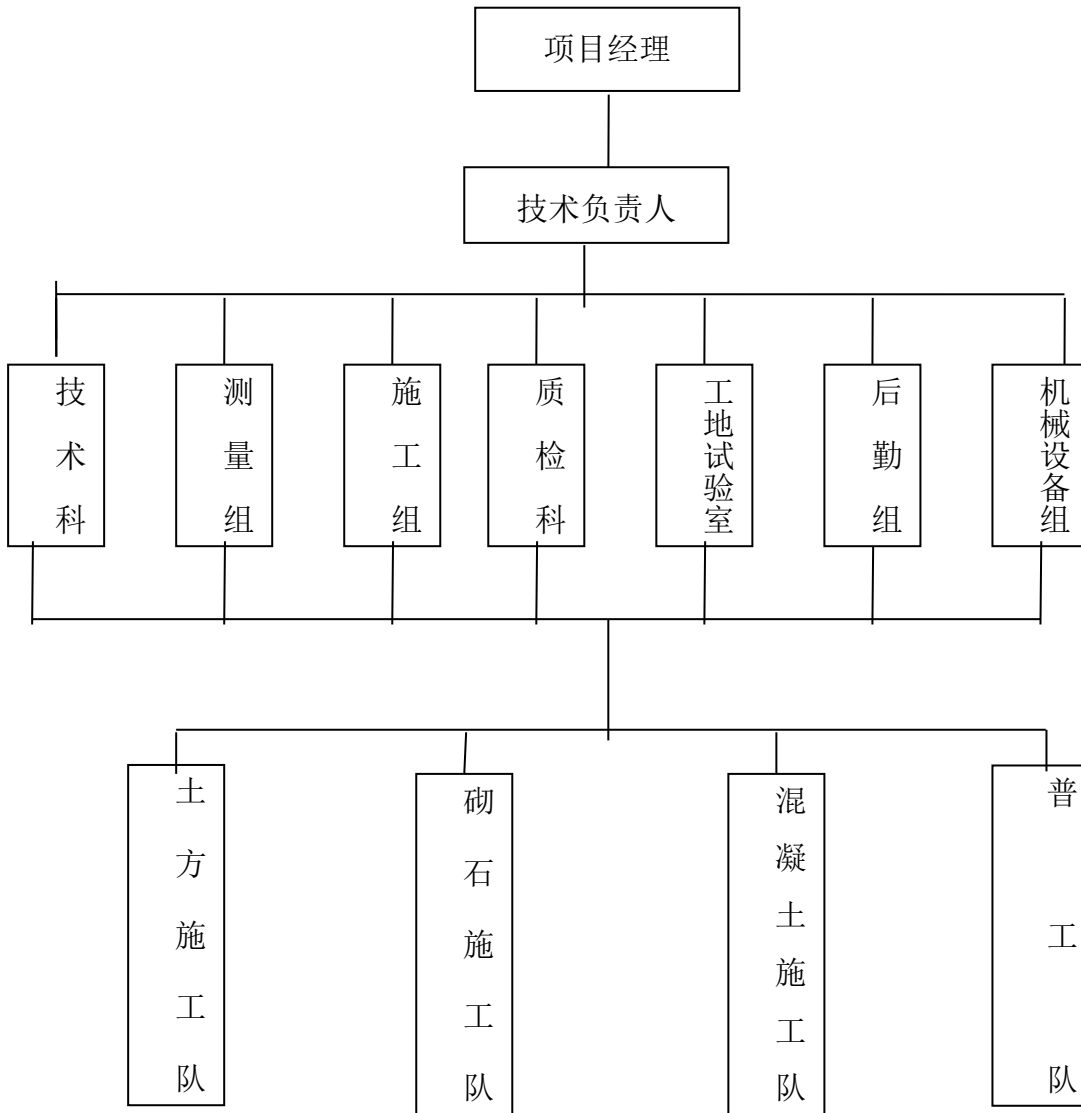 项目经理
技术负责人
技术科
测量组
施工组
质检科
工地试验室
后勤组
机械设备组
土方施工队
砌石施工队
混凝土施工队
普工队